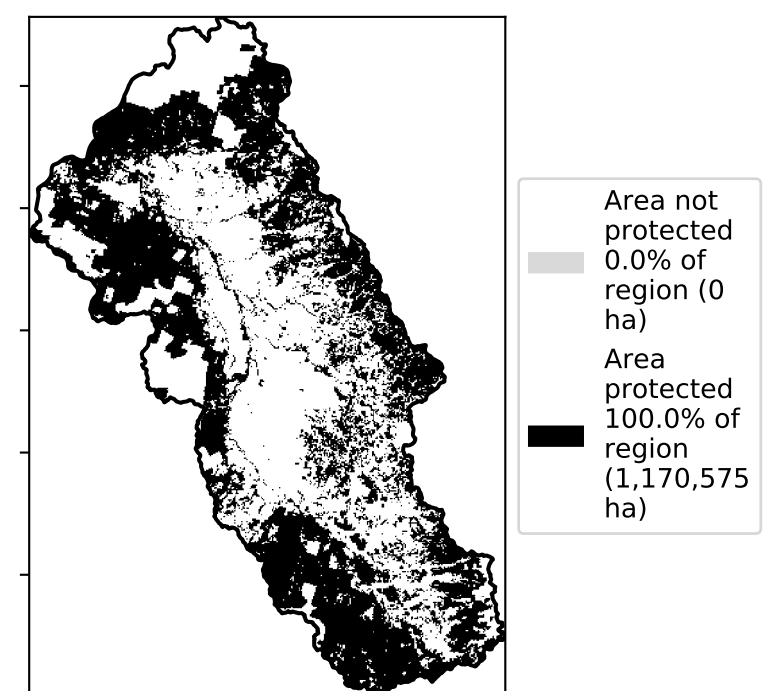 Area not
protected
0.0% of
region (0
ha)
Area
protected
100.0% of
region
(1,170,575
ha)